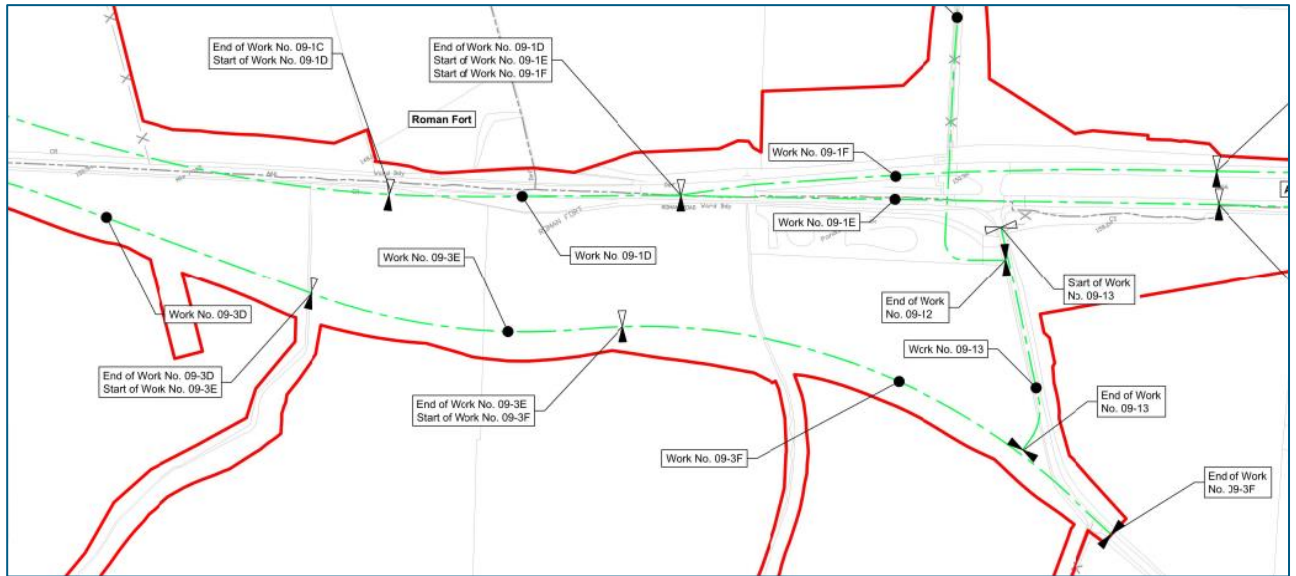 End of Work No. 09-1C
Start of Work No. 09-1D
End of Work No. 09-1D
Start of Work No. 09-1E
Start of Work No. 09-1F
Roman Fort
Work No. 09-1F
Work No. 09-1E
ROMAN FORT
Work No. 09-1D
Work No. 09-3E
Start of Work
No. 09-13
End of Work
No. 09-12
Work No. 09-3D
Work No. 09-13
End of Work No. 09-3D
Start of Work No. 09-3E
End of Work No. 09-3E
Start of Work No. 09-3F
End of Work
No. 09-13
Work No. 09-3F
End of Work
No. 09-3F